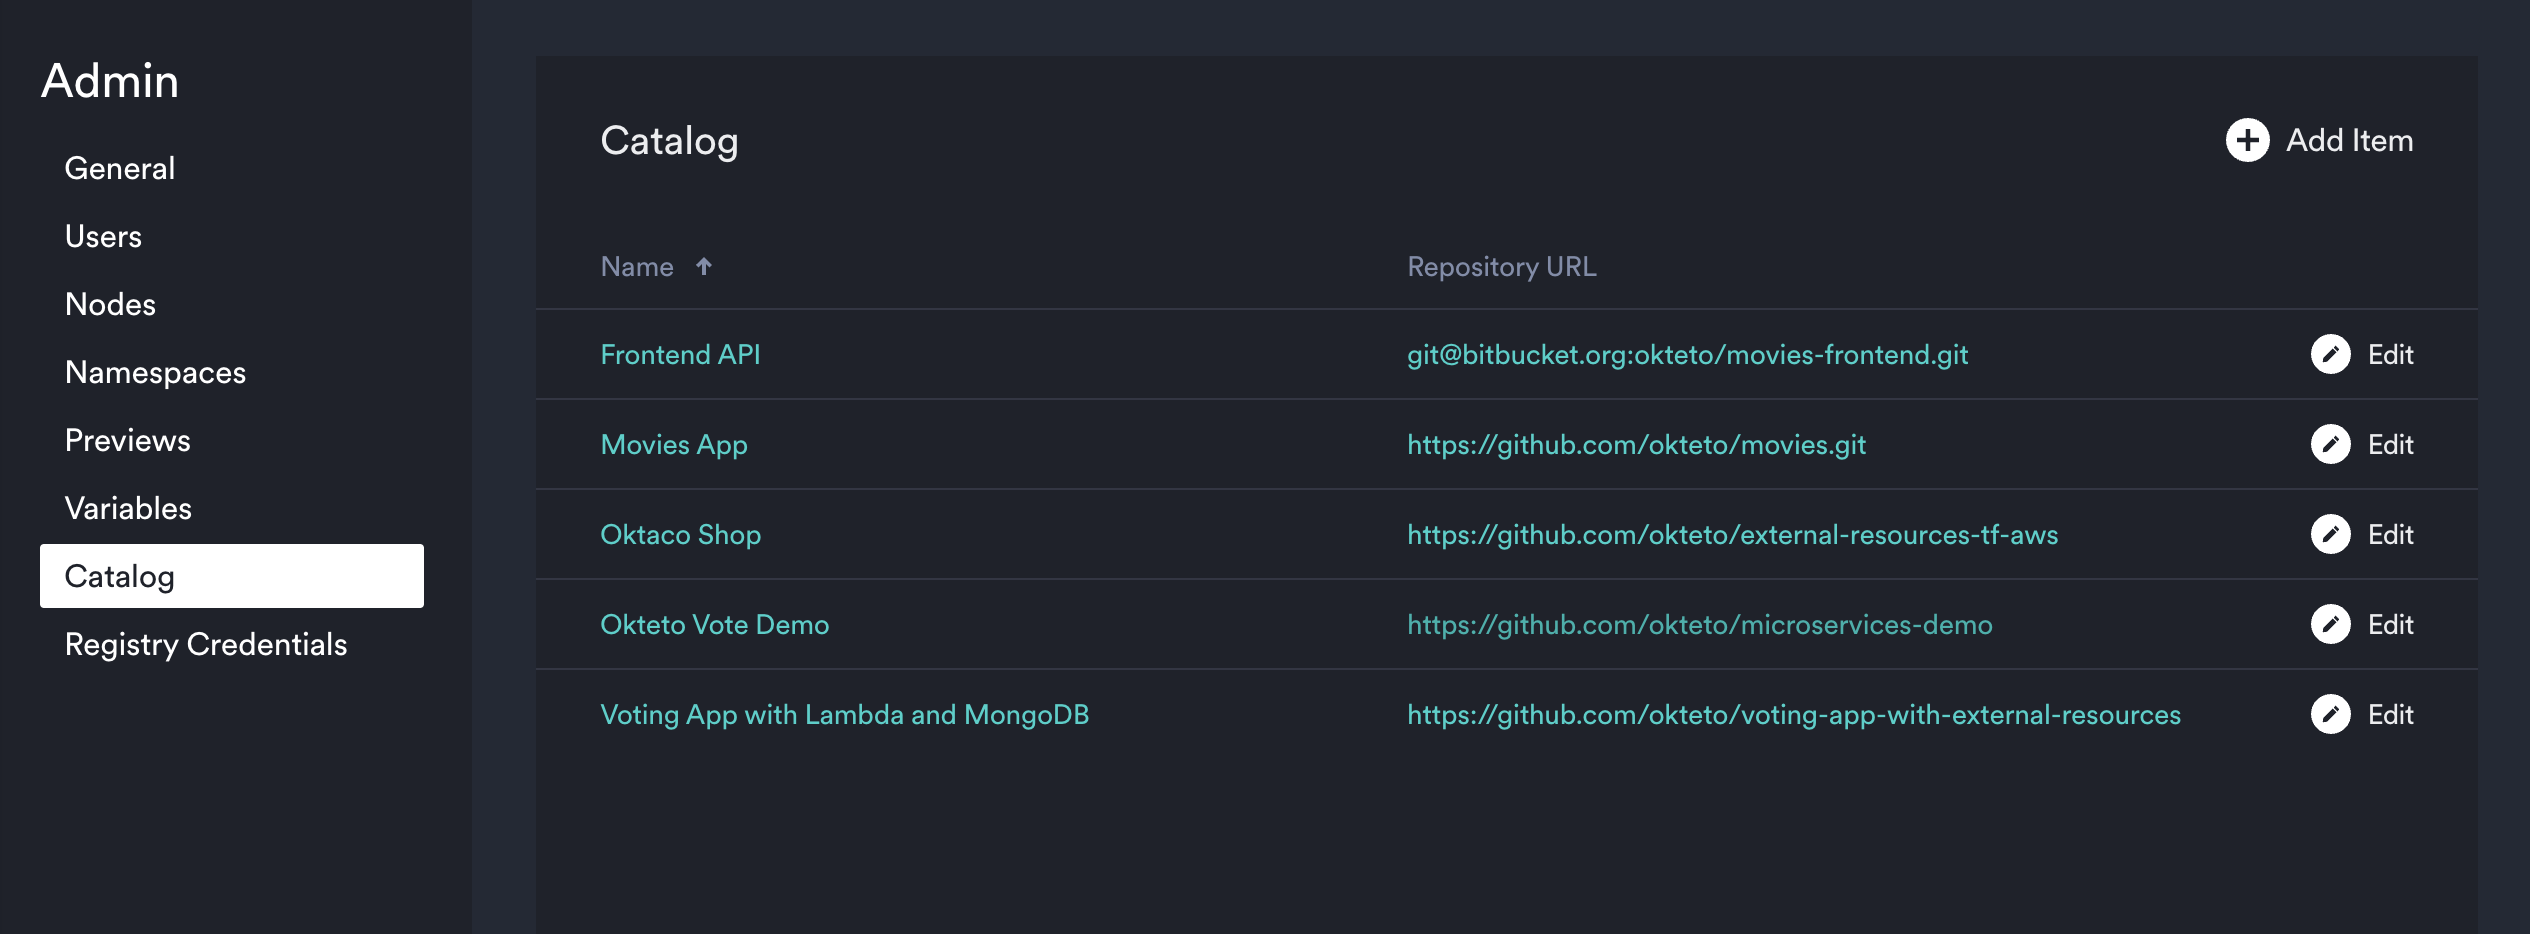 Admin
General
Users
Nodes
Namespaces
Previews
Variables
Catalog
Registry Credentials
Catalog
Add Item
Name Repository URL
Frontend API git@bitbucket.org:okteto/movies-frontend.git Edit
Movies App https://github.com/okteto/movies.git Edit
Oktaco Shop https://github.com/okteto/external-resources-tf-aws Edit
Okteto Vote Demo https://github.com/okteto/microservices-demo Edit
Voting App with Lambda and MongoDB https://github.com/okteto/voting-app-with-external-resources Edit